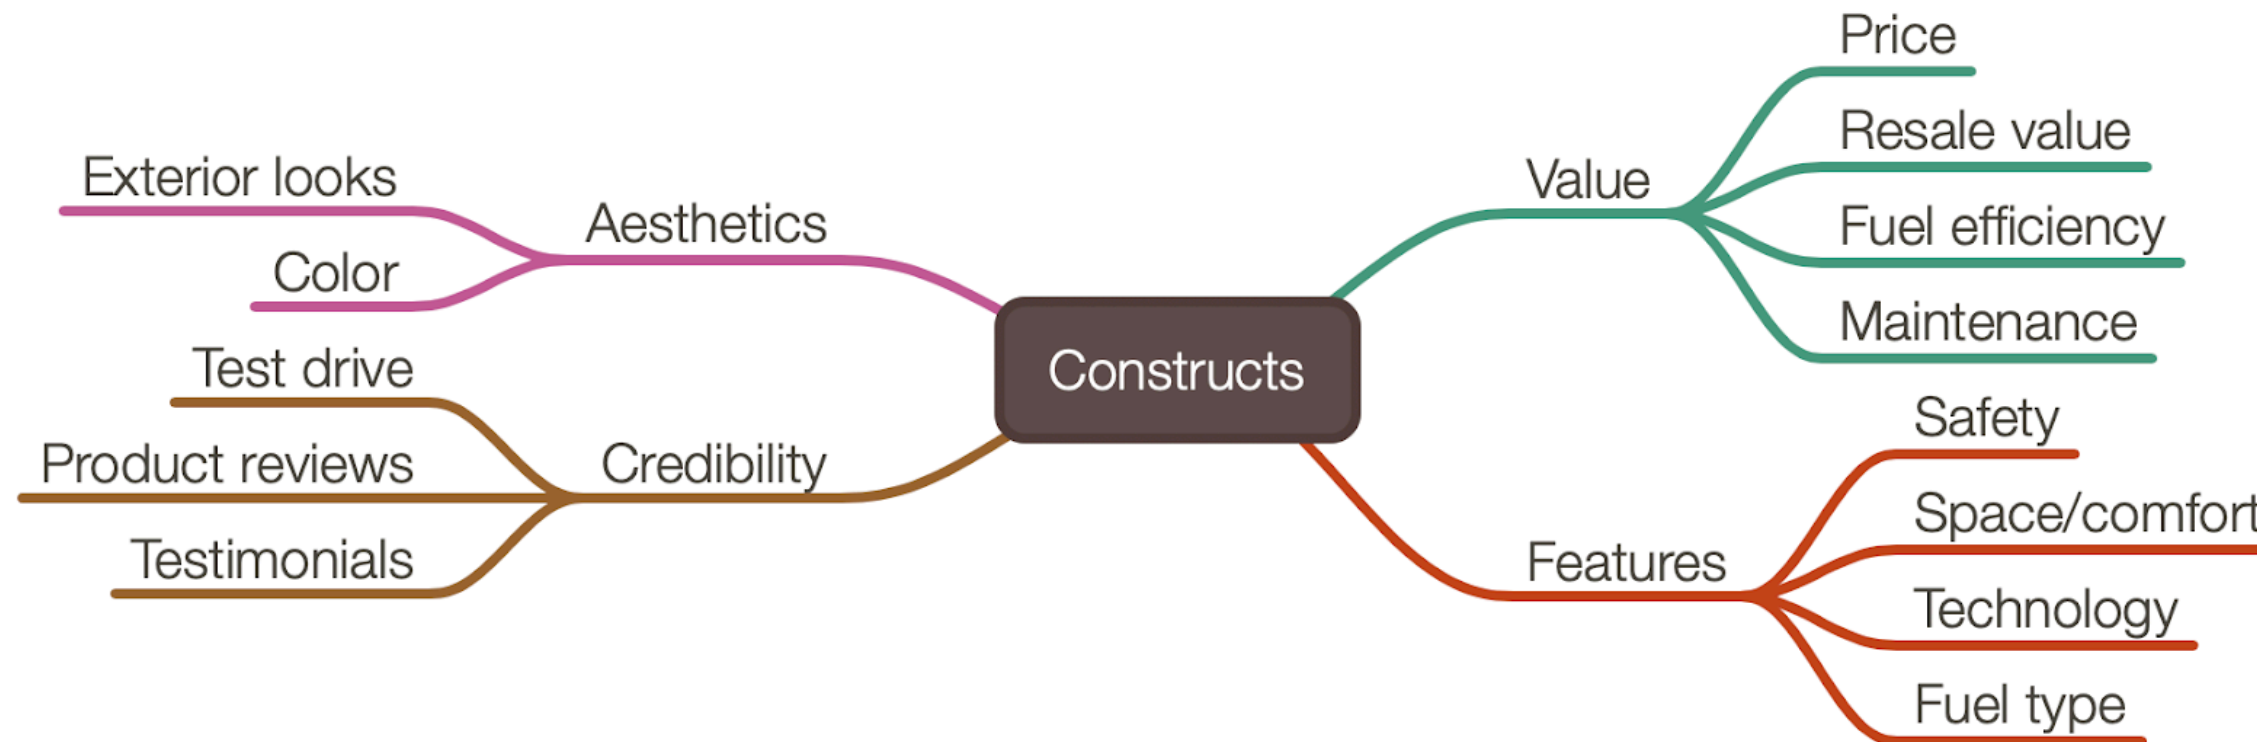 Exterior looks
Color
Aesthetics
Test drive
Product reviews
Testimonials
Credibility
Constructs
Value
Price
Resale value
Fuel efficiency
Maintenance
Features
Safety
Space/comfort
Technology
Fuel type